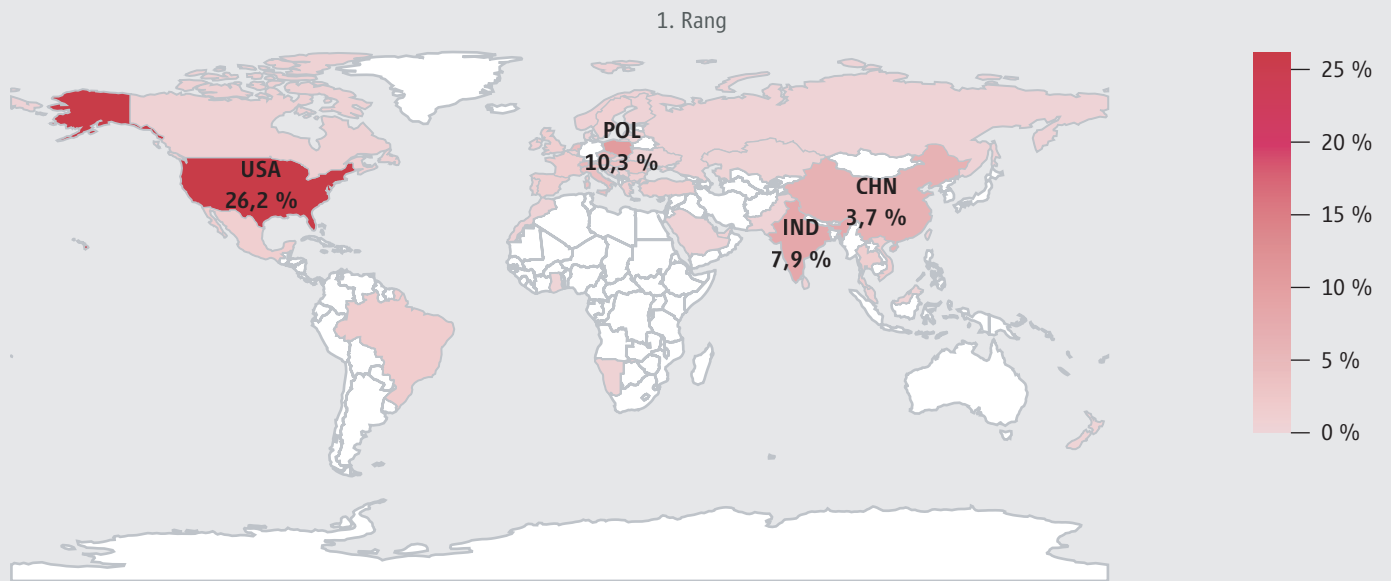 1. Rang
USA
26,2 %
POL
10,3 %
IND
7,9 %
CHN
3,7 %
25 %
20 %
15 %
10 %
5 %
0 %